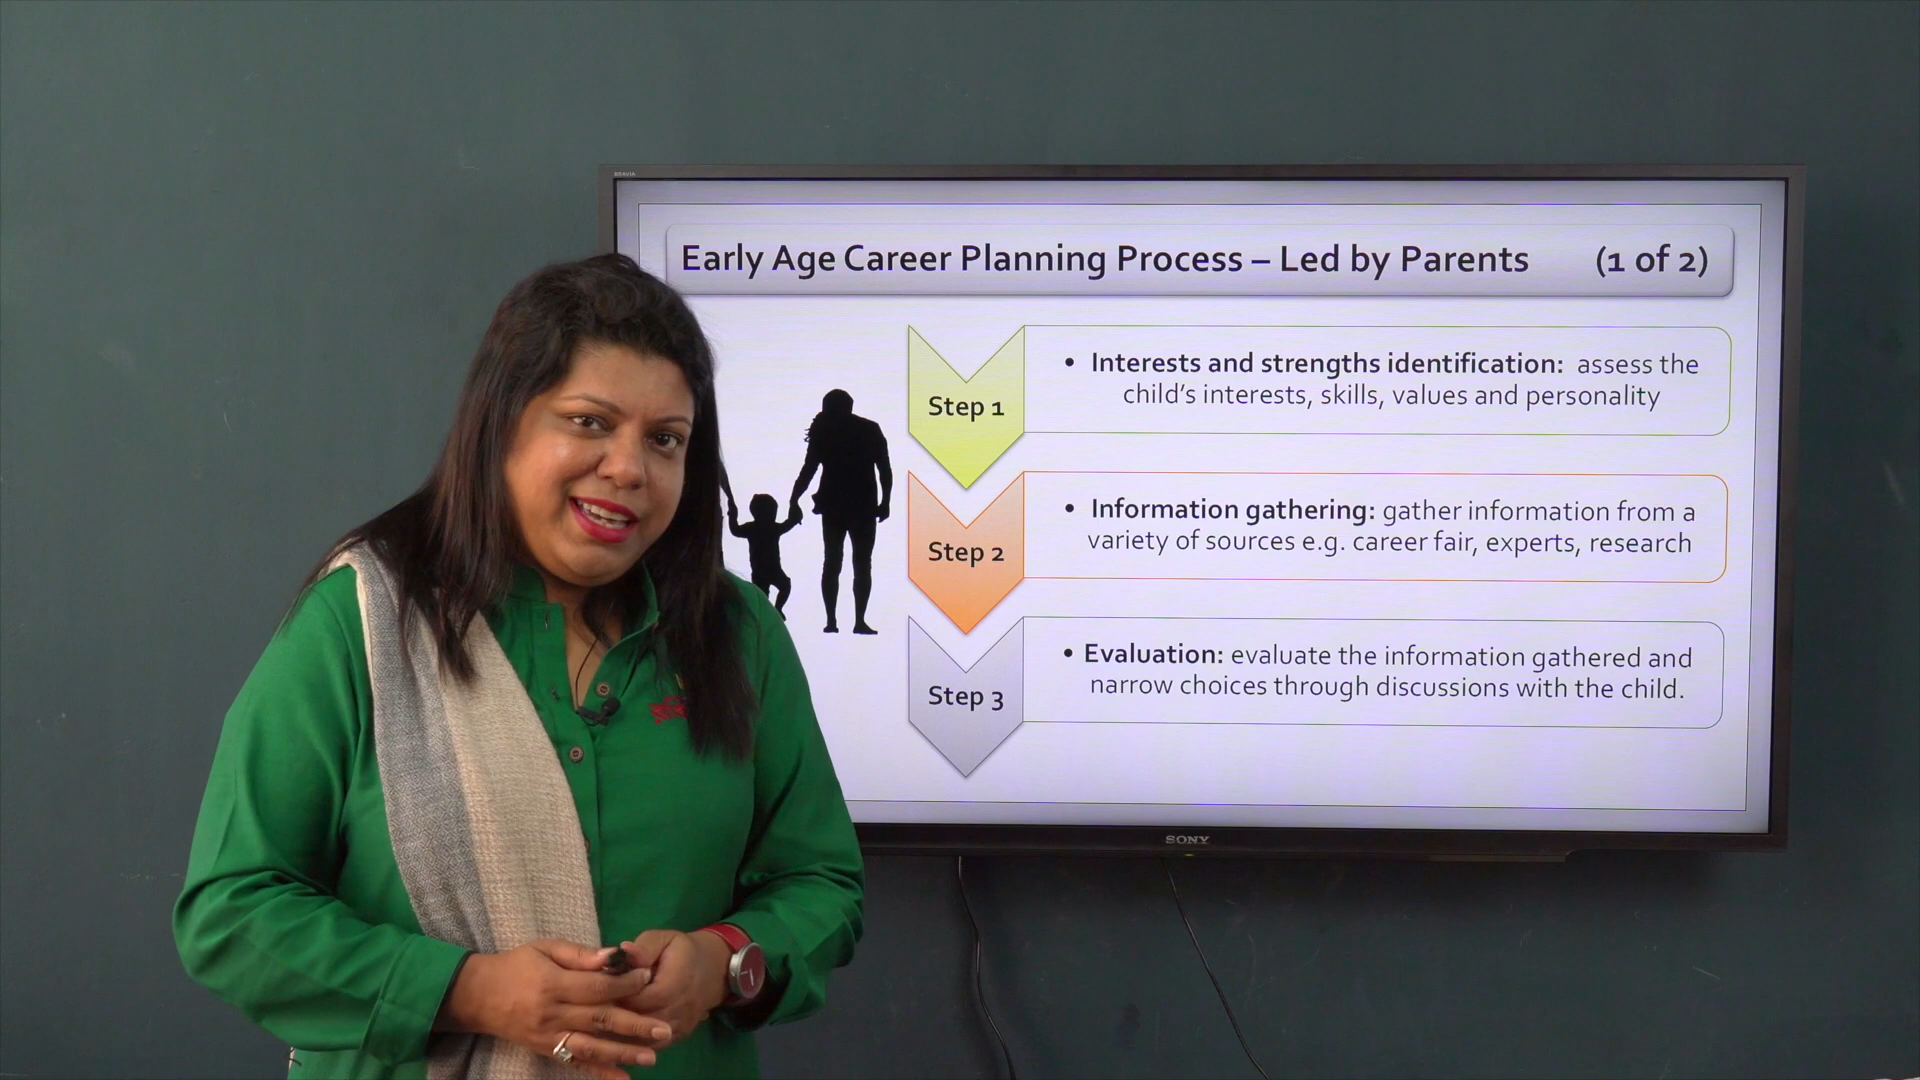 BRAVIA
Early Age Career Planning Process – Led by Parents (1 of 2)
Step 1
• Interests and strengths identification: assess the
child's interests, skills, values and personality
Step 2
• Information gathering: gather information from a
variety of sources e.g. career fair, experts, research
Step 3
• Evaluation: evaluate the information gathered and
narrow choices through discussions with the child.
SONY